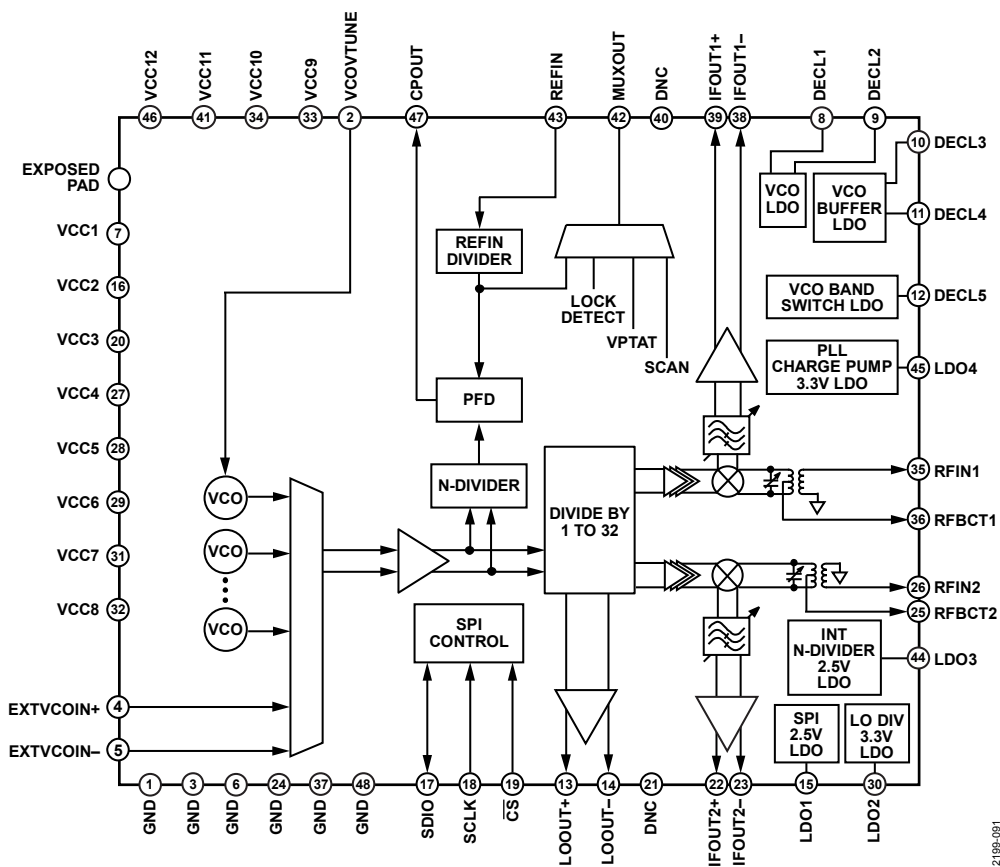 VCC12
VCC11
VCC10
VCC9
VCOVTUNE
CPOUT
REFIN
MUXOUT
DNC
IFOUT1+
IFOUT1–
DECL1
DECL2
46
41
34
33
2
47
43
42
40
39
38
8
9
10 DECL3
EXPOSED
PAD
VCO
LDO
VCO
BUFFER
LDO
11 DECL4
VCC1 7
REFIN
DIVIDER
VCC2 16
LOCK
DETECT
VPTAT
SCAN
VCO BAND
SWITCH LDO
12 DECL5
VCC3 20
PLL
CHARGE PUMP
3.3V LDO
45 LDO4
VCC4 27
PFD
VCC5 28
N-DIVIDER
35 RFIN1
VCC6 29
VCO
DIVIDE BY
1 TO 32
36 RFBCT1
VCC7 31
VCO
26 RFIN2
VCC8 32
VCO
25 RFBCT2
SPI
CONTROL
INT
N-DIVIDER
2.5V
LDO
44 LDO3
EXTVCOIN+ 4
EXTVCOIN– 5
SPI
2.5V
LDO
LO DIV
3.3V
LDO
1
3
6
24
37
48
17
18
19
13
14
21
22
23
15
30
GND
GND
GND
GND
GND
GND
SDIO
SCLK
CS
LOOUT+
LOOUT–
DNC
IFOUT2+
IFOUT2–
LDO1
LDO2